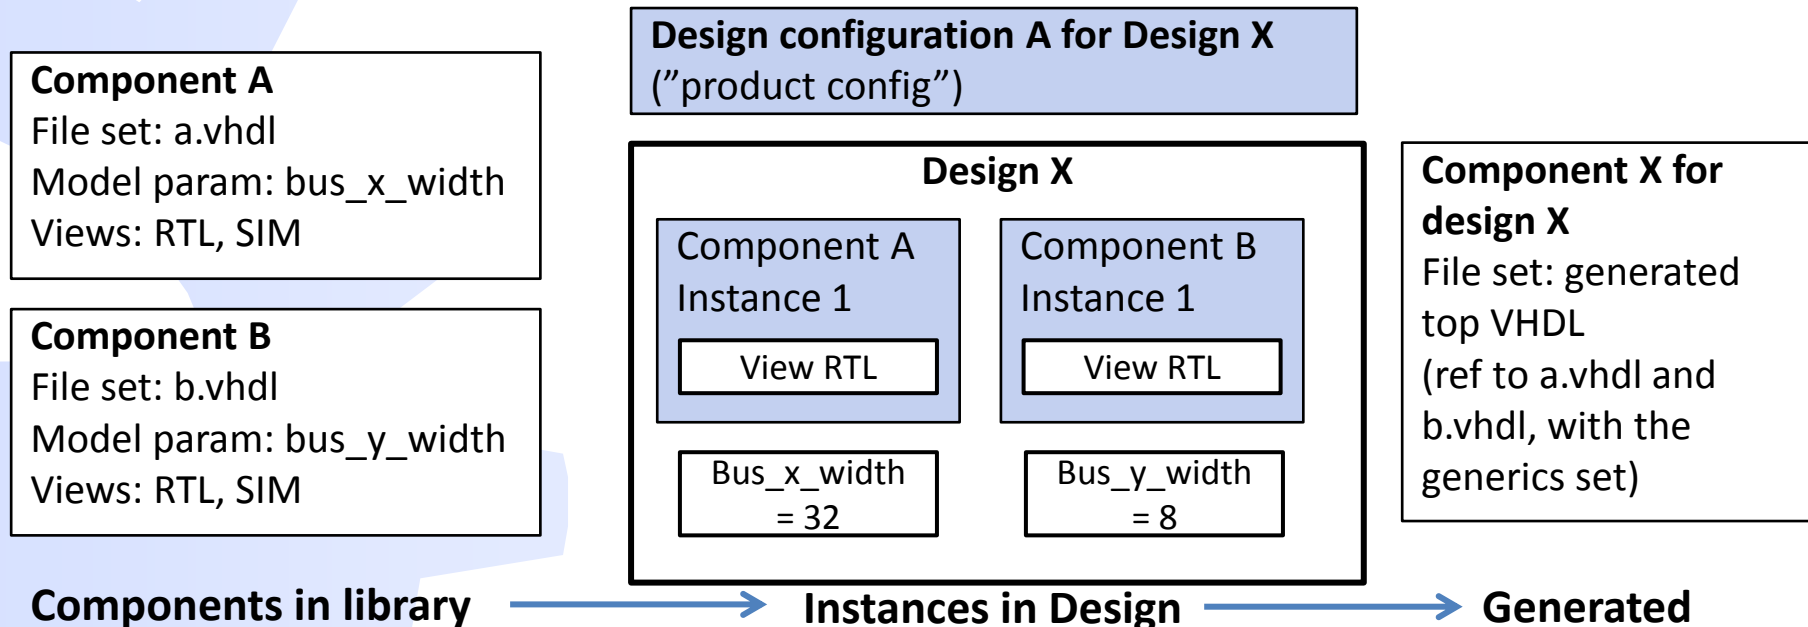 Component A
File set: a.vhdl
Model param: bus_x_width
Views: RTL, SIM
Component B
File set: b.vhdl
Model param: bus_y_width
Views: RTL, SIM
Components in library
Design configuration A for Design X
(”product config”)
Design X
Component A
Instance 1
View RTL
Bus_x_width
= 32
Component B
Instance 1
View RTL
Bus_y_width
= 8
Instances in Design
Component X for
design X
File set: generated
top VHDL
(ref to a.vhdl and
b.vhdl, with the
generics set)
Generated